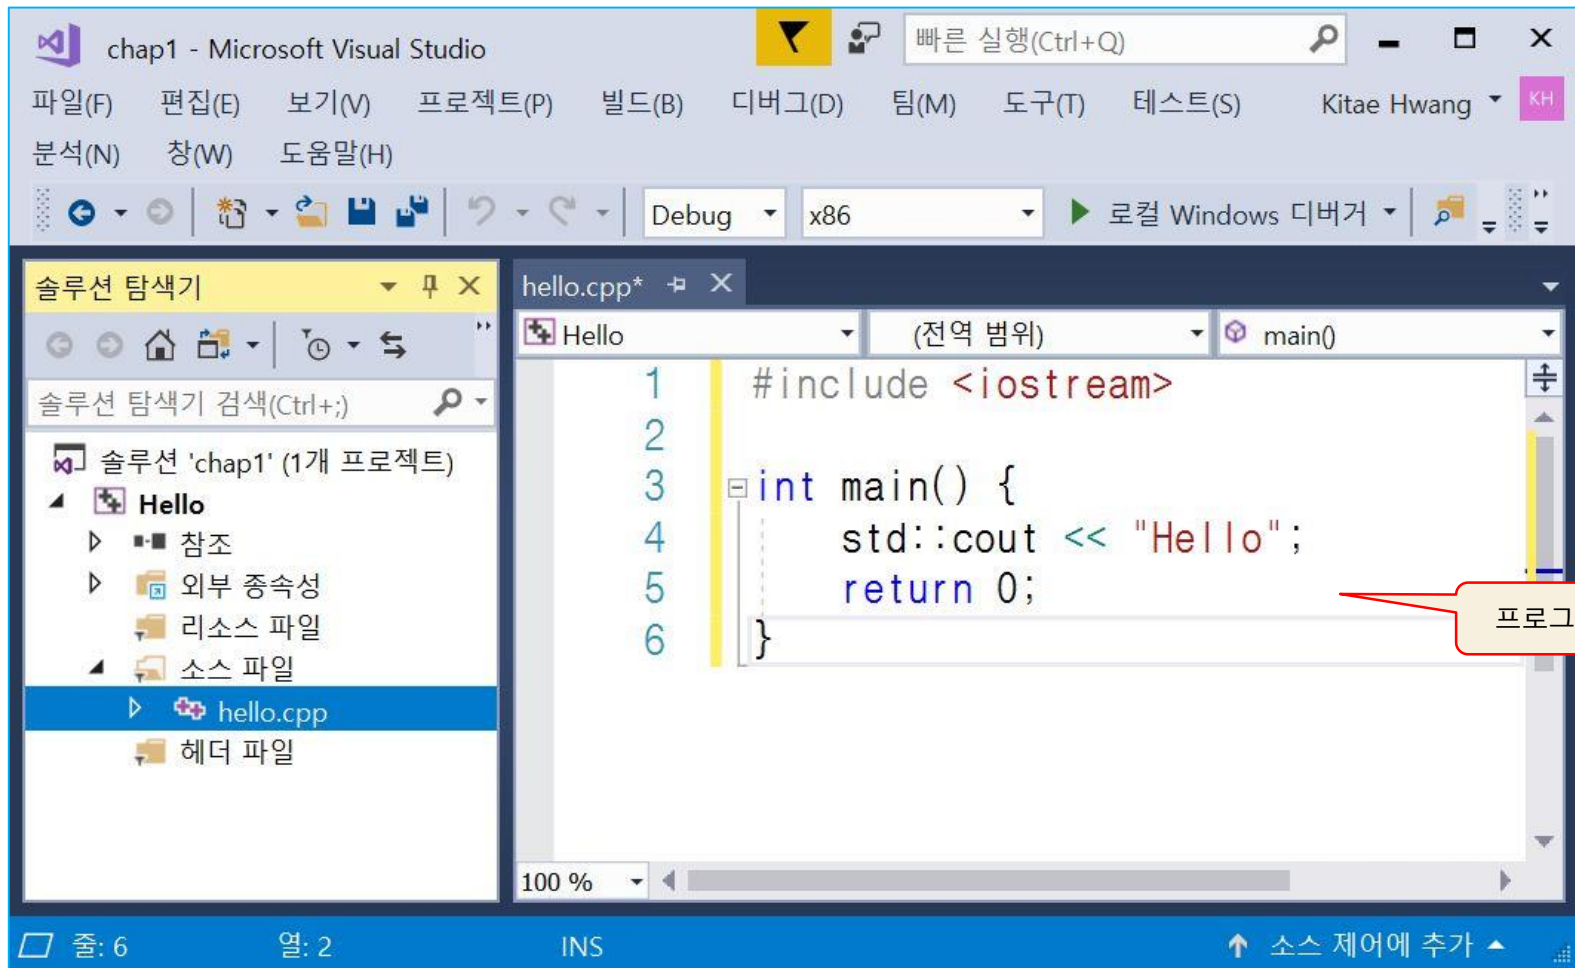 chap1 - Microsoft Visual Studio
빠른 실행(Ctrl+Q)
파일(F) 편집(E) 보기(V) 프로젝트(P) 빌드(B) 디버그(D) 팀(M) 도구(T) 테스트(S) Kitae Hwang KH
분석(N) 창(W) 도움말(H)
Debug x86 로컬 Windows 디버거
솔루션 탐색기
솔루션 탐색기 검색(Ctrl+;)
솔루션 'chap1' (1개 프로젝트)
Hello
참조
외부 종속성
리소스 파일
소스 파일
hello.cpp
헤더 파일
hello.cpp*
Hello (전역 범위) main()
1 #include <iostream>
2
3 int main() {
4 std::cout << "Hello";
5 return 0;
6 }
프로그
100 %
줄: 6 열: 2 INS 소스 제어에 추가